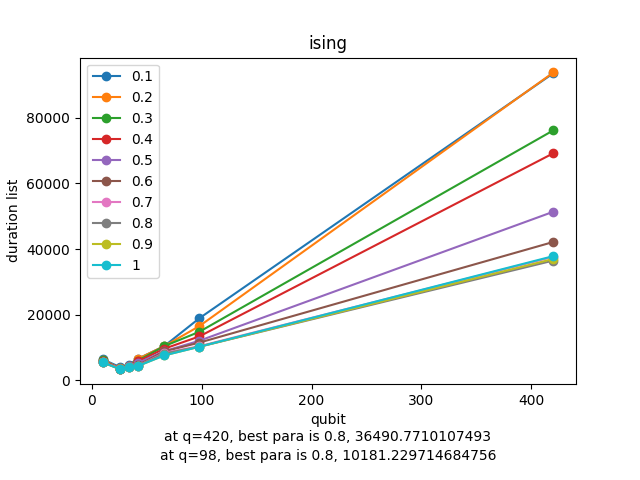 ising
0.1
0.2
0.3
0.4
0.5
0.6
0.7
0.8
0.9
1
duration list
80000
60000
40000
20000
0
0 100 200 300 400
qubit
at q=420, best para is 0.8, 36490.7710107493
at q=98, best para is 0.8, 10181.229714684756